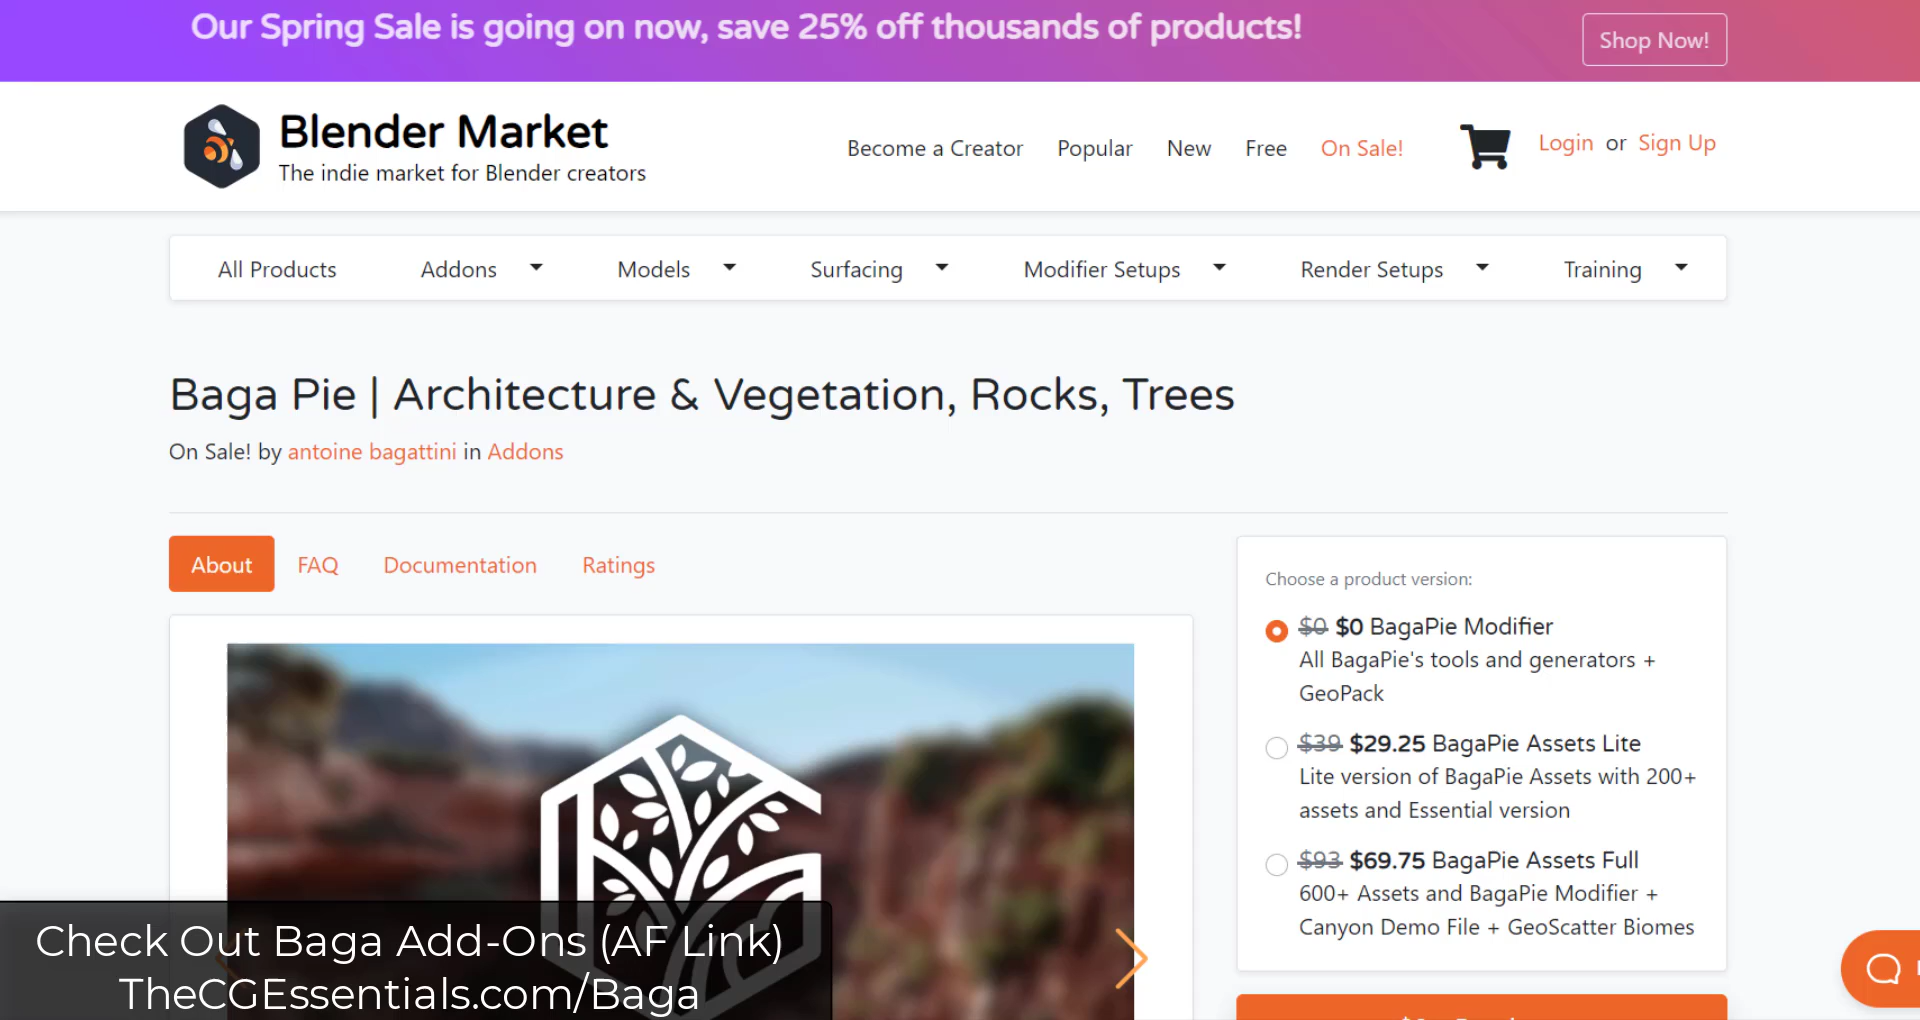 Our Spring Sale is going on now, save 25% off thousands of products!
Shop Now!
Blender Market
The indie market for Blender creators
Become a Creator
Popular
New
Free
On Sale!
Login or Sign Up
All Products
Addons
Models
Surfacing
Modifier Setups
Render Setups
Training
Baga Pie | Architecture & Vegetation, Rocks, Trees
On Sale! by antoine bagattini in Addons
About
FAQ
Documentation
Ratings
Choose a product version:
$0 $0 BagaPie Modifier
All BagaPie's tools and generators +
GeoPack
$39 $29.25 BagaPie Assets Lite
Lite version of BagaPie Assets with 200+
assets and Essential version
$93 $69.75 BagaPie Assets Full
600+ Assets and BagaPie Modifier +
Canyon Demo File + GeoScatter Biomes
Check Out Baga Add-Ons (AF Link)
TheCGEssentials.com/Baga